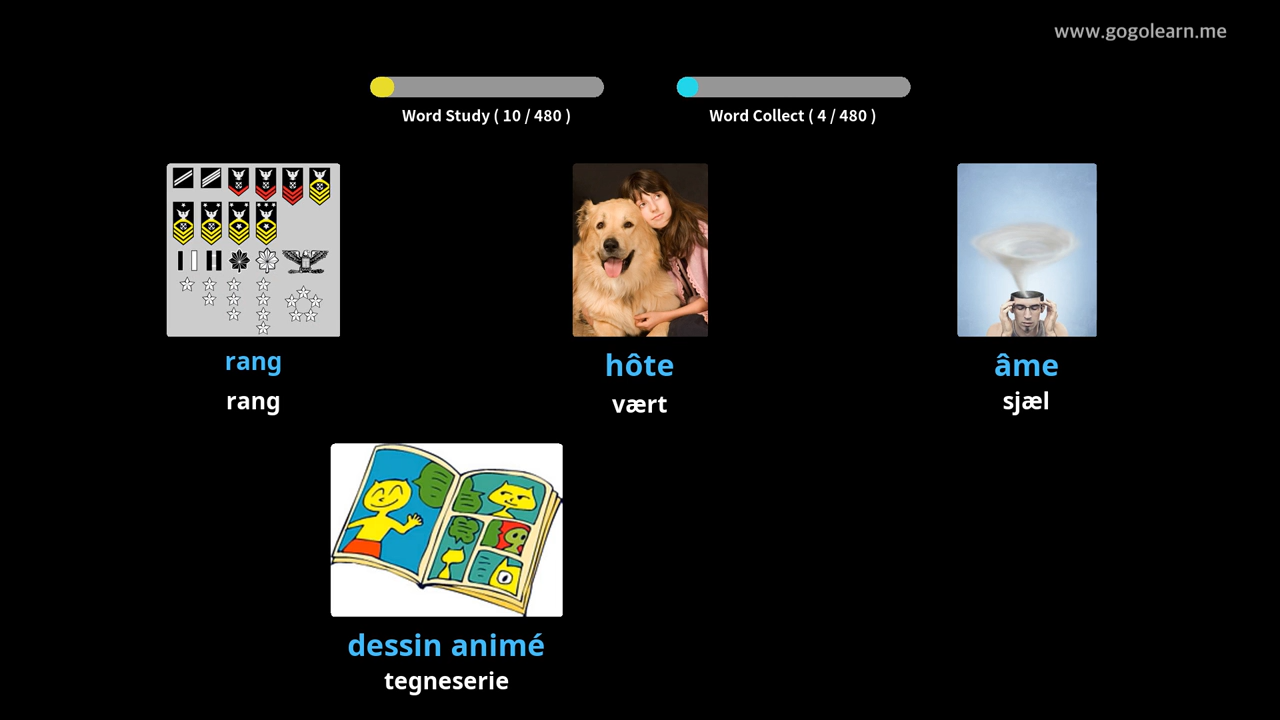 www.gogolearn.me
Word Study ( 10 / 480 )
Word Collect ( 4 / 480 )
rang
rang
hôte
vært
âme
sjæl
dessin animé
tegneserie